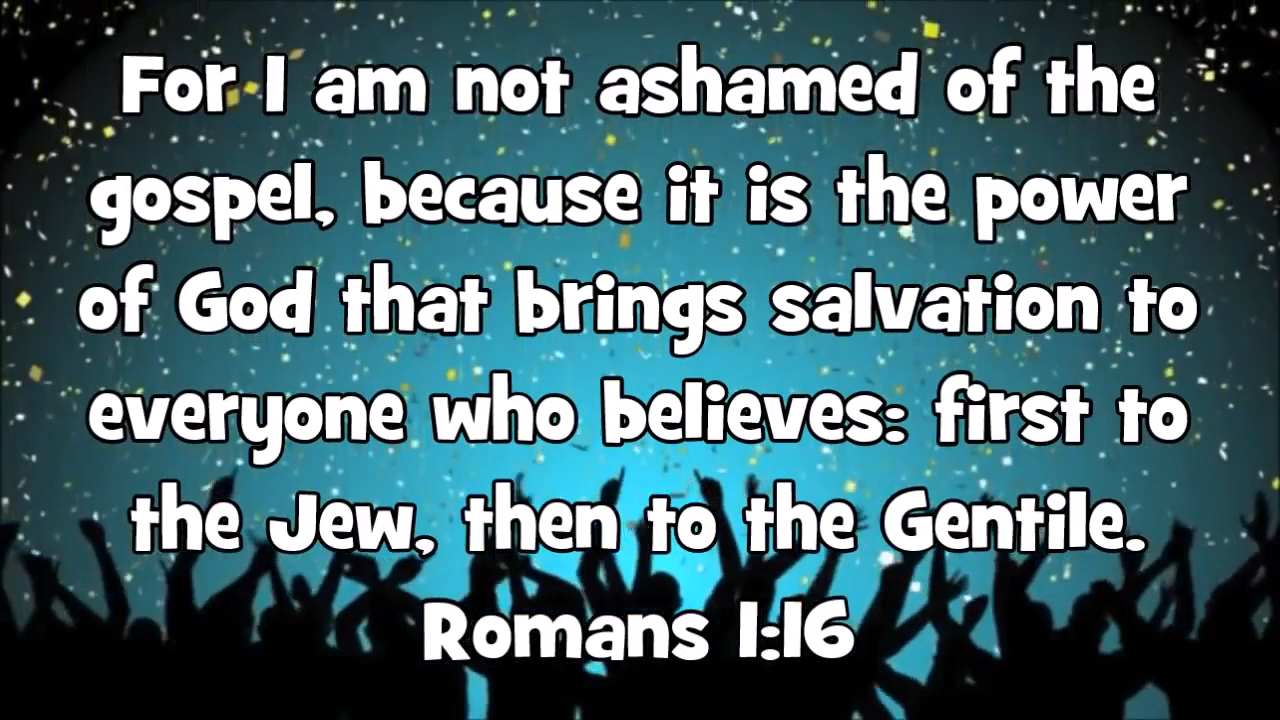 For I am not ashamed of the
gospel, because it is the power
of God that brings salvation to
everyone who believes: first to
the Jew, then to the Gentile.
Romans 1:16